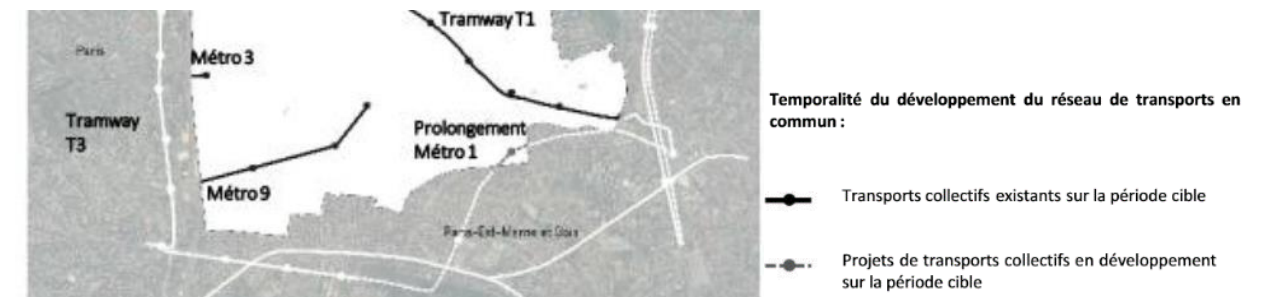 Tramway T1
Paris
Métro 3
Tramway
T3
Prolongement
Métro 1
Métro 9
Paris-Est-Marne et Bois
Temporalité du développement du réseau de transports en
commun :
Transports collectifs existants sur la période cible
Projets de transports collectifs en développement
sur la période cible